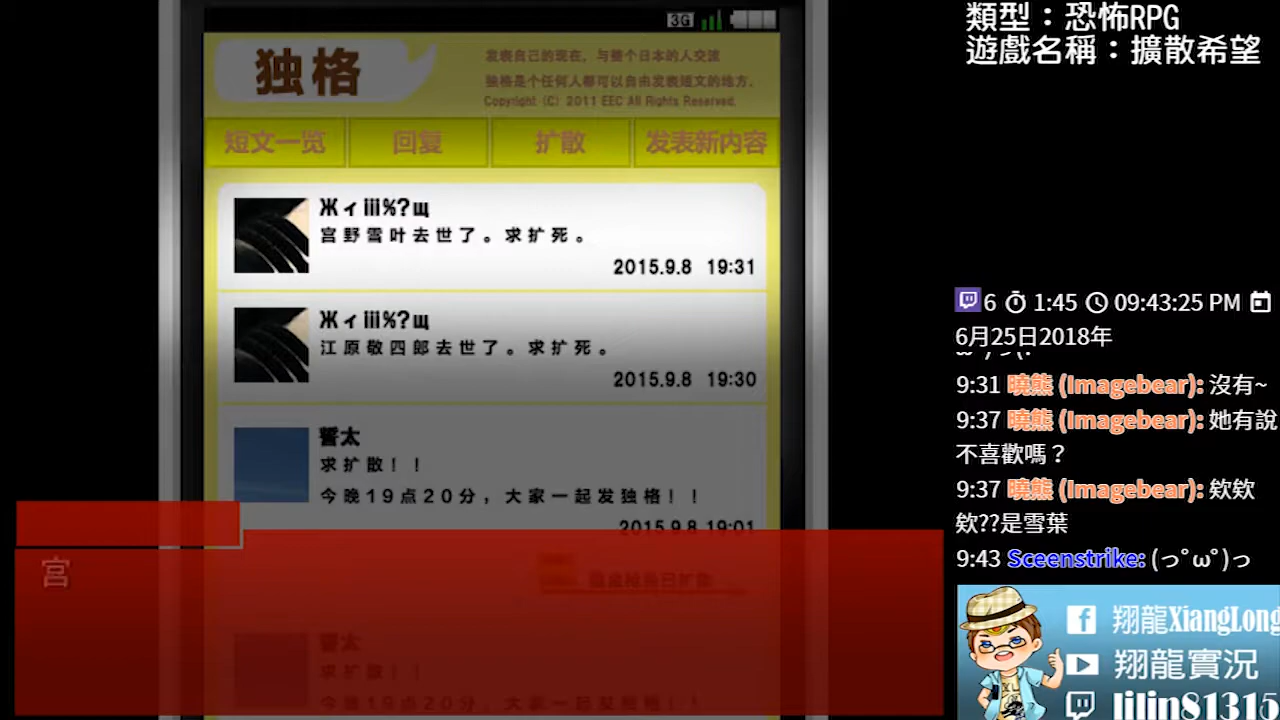 3G
独格
发表自己的现在，与整个日本的人交流
独格是个任何人都可以自由发表短文的地方.
Copyright (C) 2011 EEC All Rights Reserved.
短文一览
回复
扩散
发表新内容
Жィiii%?щ
宫野雪叶去世了。求扩死。
2015.9.8 19:31
Жィiii%?щ
江原敬四郎去世了。求扩死。
2015.9.8 19:30
誓太
求扩散！！
今晚19点20分，大家一起发独格！！
2015.9.8 19:01
誓太
求扩散！！
今晚19点20分，大家一起发独格！！
宮
類型：恐怖RPG
遊戲名稱：擴散希望
6 1:45 09:43:25 PM
6月25日2018年
9:31 曉熊 (Imagebear): 沒有~
9:37 曉熊 (Imagebear): 她有說
不喜歡嗎？
9:37 曉熊 (Imagebear): 欸欸
欸??是雪葉
9:43 Sceenstrike: (っ°ω°)っ
翔龍XiangLong
翔龍實況
lilin81315